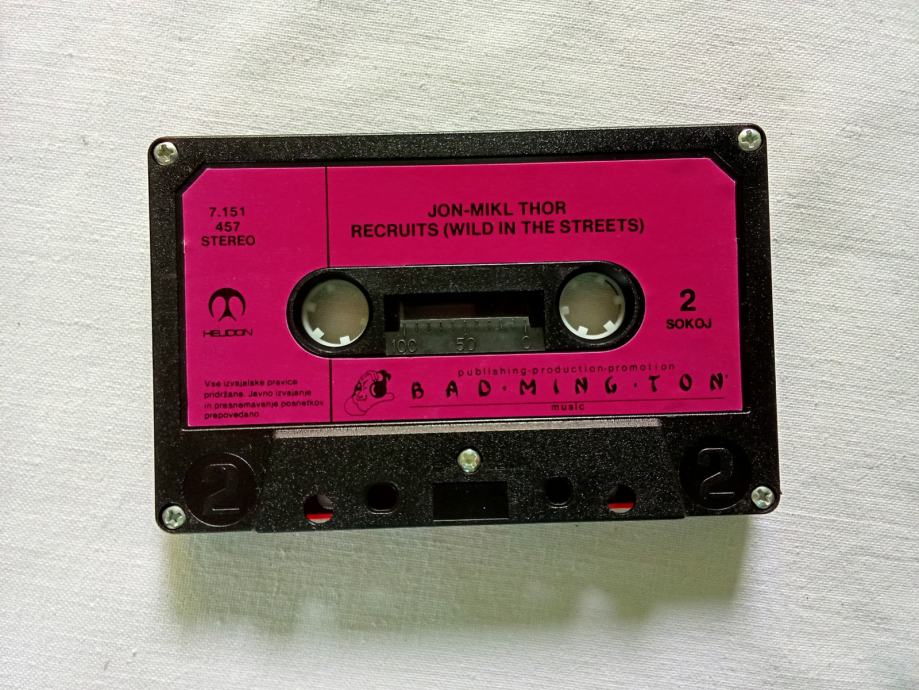 7.151
457
STEREO
HELIDON
Vse izvajalske pravice
pridržane. Javno izvajanje
in presnemavanje posnetkov
prepovedano
JON-MIKL THOR
RECRUITS (WILD IN THE STREETS)
2
SOKOJ
100 50 0
publishing·production·promotion
BAD·MING·TON
music
2
2